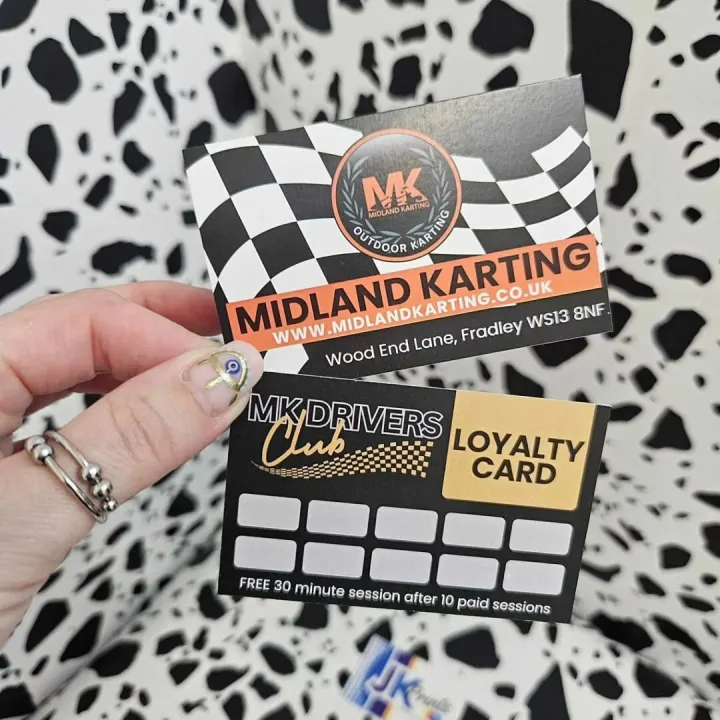 MK
MIDLAND KARTING
OUTDOOR KARTING
MIDLAND KARTING
WWW.MIDLANDKARTING.CO.UK
Wood End Lane, Fradley WS13 8NF
MK DRIVERS
Club
LOYALTY
CARD
FREE 30 minute session after 10 paid sessions
JK